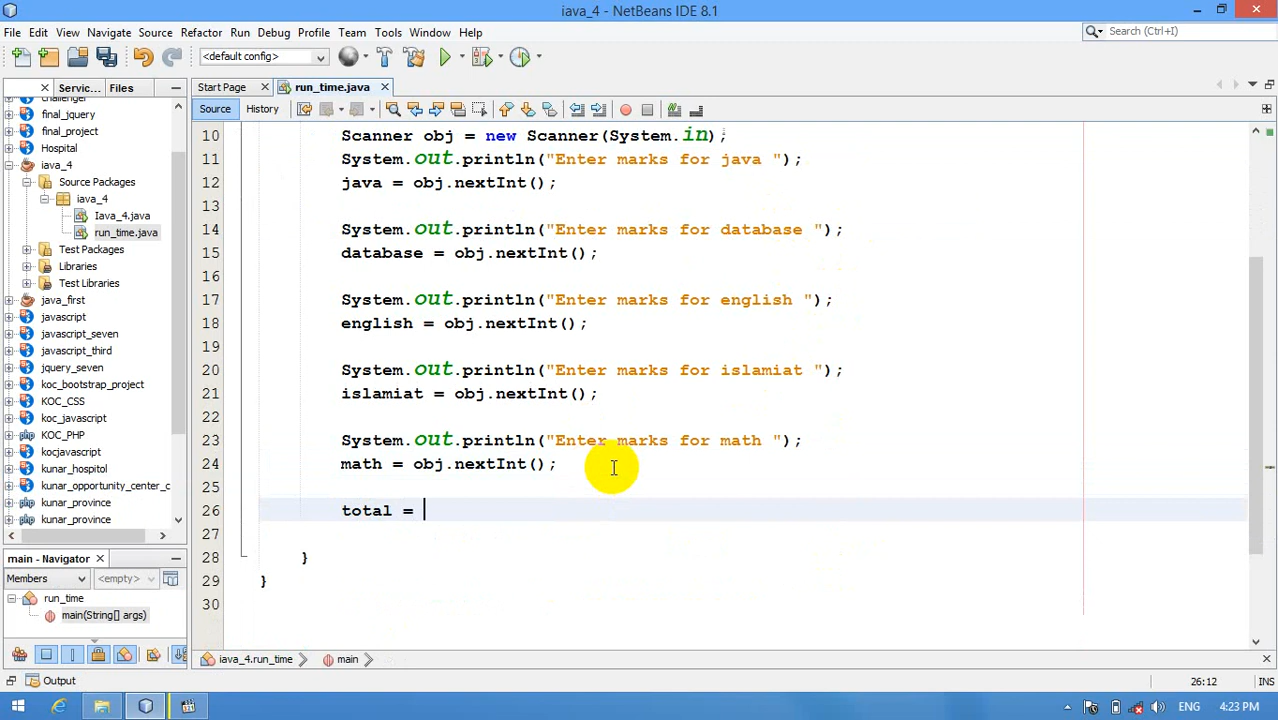 iava_4 - NetBeans IDE 8.1
File Edit View Navigate Source Refactor Run Debug Profile Team Tools Window Help
Search (Ctrl+I)
<default config>
Servic... Files
Start Page run_time.java
Source History
final_jquery
final_project
Hospital
iava_4
Source Packages
iava_4
Iava_4.java
run_time.java
Test Packages
Libraries
Test Libraries
java_first
javascript
javascript_seven
javascript_third
jquery_seven
koc_bootstrap_project
KOC_CSS
koc_javascript
KOC_PHP
kocjavascript
kunar_hospitol
kunar_opportunity_center_c
kunar_province
kunar_province
10 Scanner obj = new Scanner(System.in);
11 System.out.println("Enter marks for java ");
12 java = obj.nextInt();
13
14 System.out.println("Enter marks for database ");
15 database = obj.nextInt();
16
17 System.out.println("Enter marks for english ");
18 english = obj.nextInt();
19
20 System.out.println("Enter marks for islamiat ");
21 islamiat = obj.nextInt();
22
23 System.out.println("Enter marks for math ");
24 math = obj.nextInt();
25
26 total =
27
28 }
29 }
30
main - Navigator
Members <empty>
run_time
main(String[] args)
iava_4.run_time main
Output
26:12 INS
ENG 4:23 PM